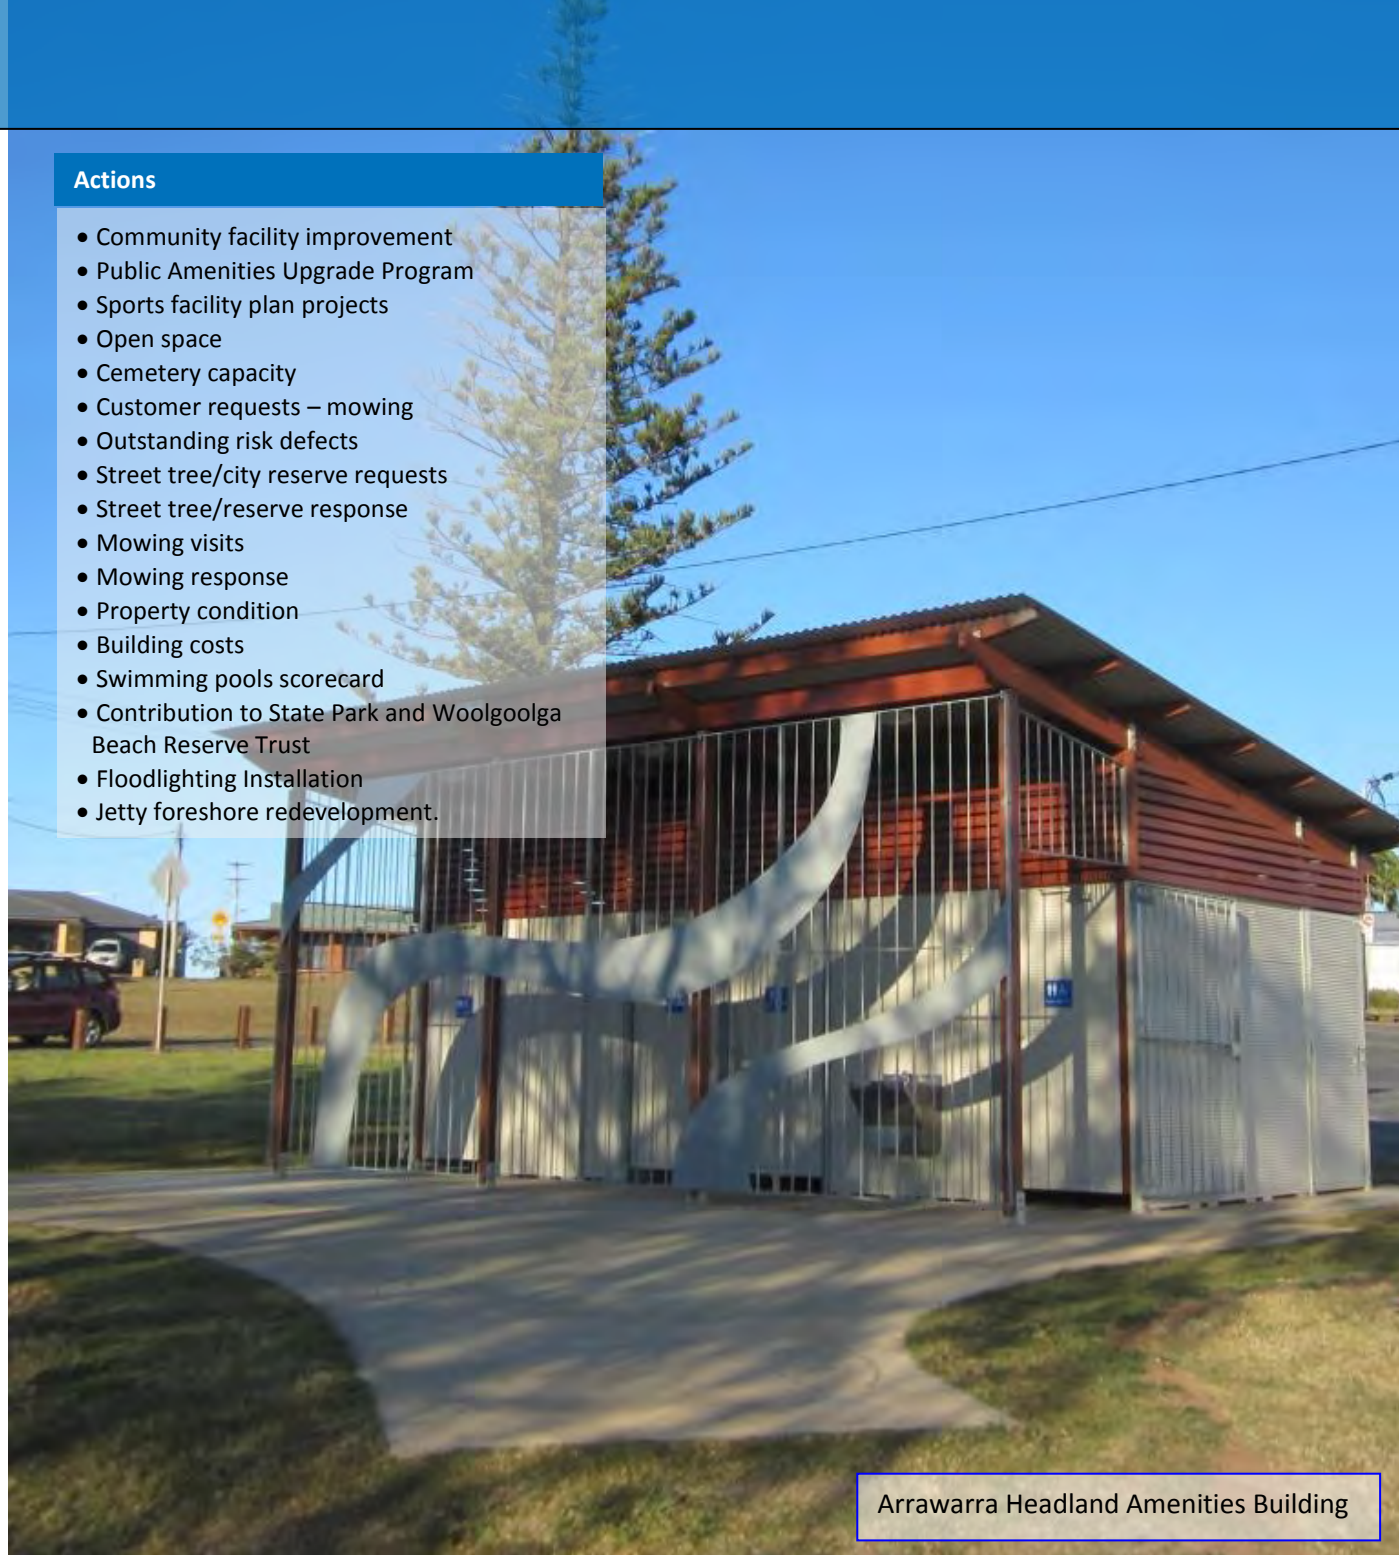 Actions
• Community facility improvement
• Public Amenities Upgrade Program
• Sports facility plan projects
• Open space
• Cemetery capacity
• Customer requests – mowing
• Outstanding risk defects
• Street tree/city reserve requests
• Street tree/reserve response
• Mowing visits
• Mowing response
• Property condition
• Building costs
• Swimming pools scorecard
• Contribution to State Park and Woolgoolga
Beach Reserve Trust
• Floodlighting Installation
• Jetty foreshore redevelopment.
Arrawarra Headland Amenities Building